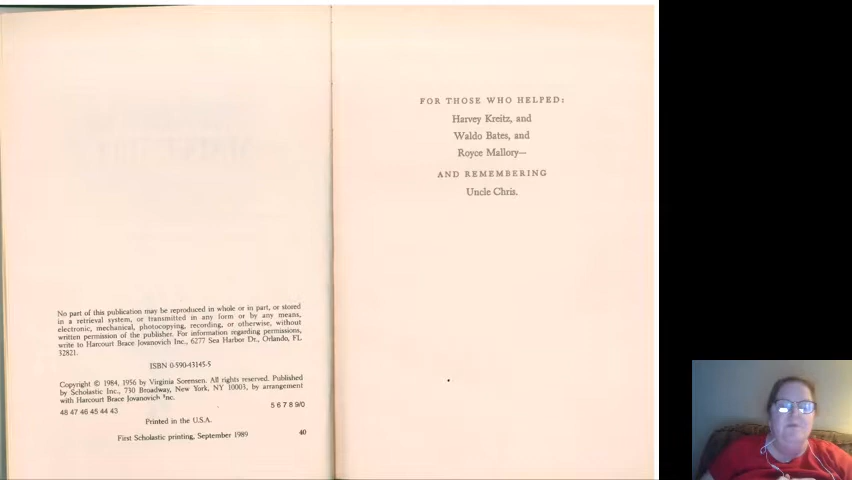 No part of this publication may be reproduced in whole or in part, or stored
in a retrieval system, or transmitted in any form or by any means,
electronic, mechanical, photocopying, recording, or otherwise, without
written permission of the publisher. For information regarding permissions,
write to Harcourt Brace Jovanovich Inc., 6277 Sea Harbor Dr., Orlando, FL
32821.
ISBN 0-590-43145-5
Copyright © 1984, 1956 by Virginia Sorensen. All rights reserved. Published
by Scholastic Inc., 730 Broadway, New York, NY 10003, by arrangement
with Harcourt Brace Jovanovich Inc.
48 47 46 45 44 43 5 6 7 8 9/0
Printed in the U.S.A. 40
First Scholastic printing, September 1989
FOR THOSE WHO HELPED:
Harvey Kreitz, and
Waldo Bates, and
Royce Mallory—
AND REMEMBERING
Uncle Chris.